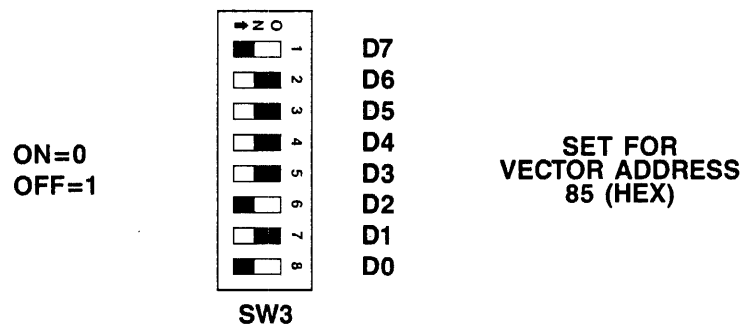 O N →
1 D7
2 D6
3 D5
4 D4
5 D3
6 D2
7 D1
8 D0
ON=0
OFF=1
SET FOR
VECTOR ADDRESS
85 (HEX)
SW3